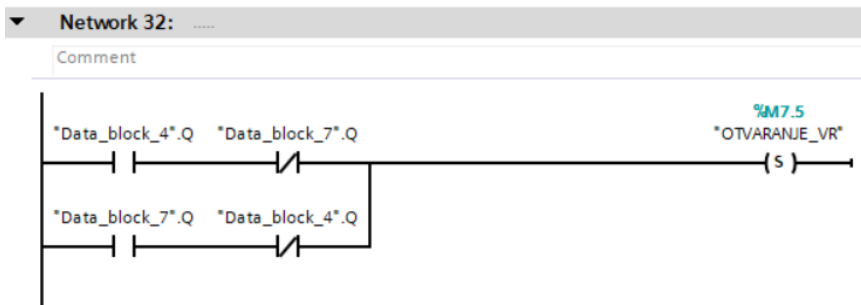 Network 32: .....
Comment
%M7.5
"Data_block_4".Q "Data_block_7".Q "OTVARANJE_VR"
S
"Data_block_7".Q "Data_block_4".Q